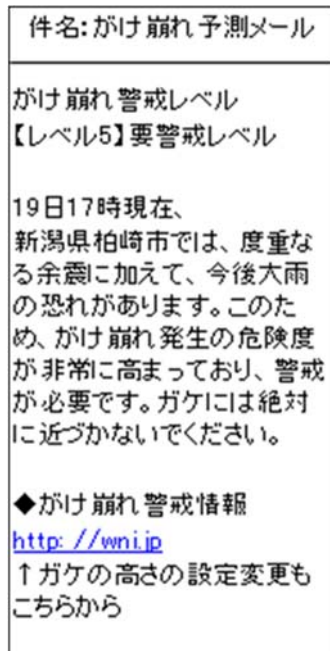 件名:がけ崩れ予測メール
がけ崩れ警戒レベル
【レベル5】要警戒レベル
19日17時現在、
新潟県柏崎市では、度重な
る余震に加えて、今後大雨
の恐れがあります。このた
め、がけ崩れ発生の危険度
が非常に高まっており、警戒
が必要です。ガケには絶対
に近づかないでください。
◆がけ崩れ警戒情報
http://wni.jp
↑ガケの高さの設定変更も
こちらから